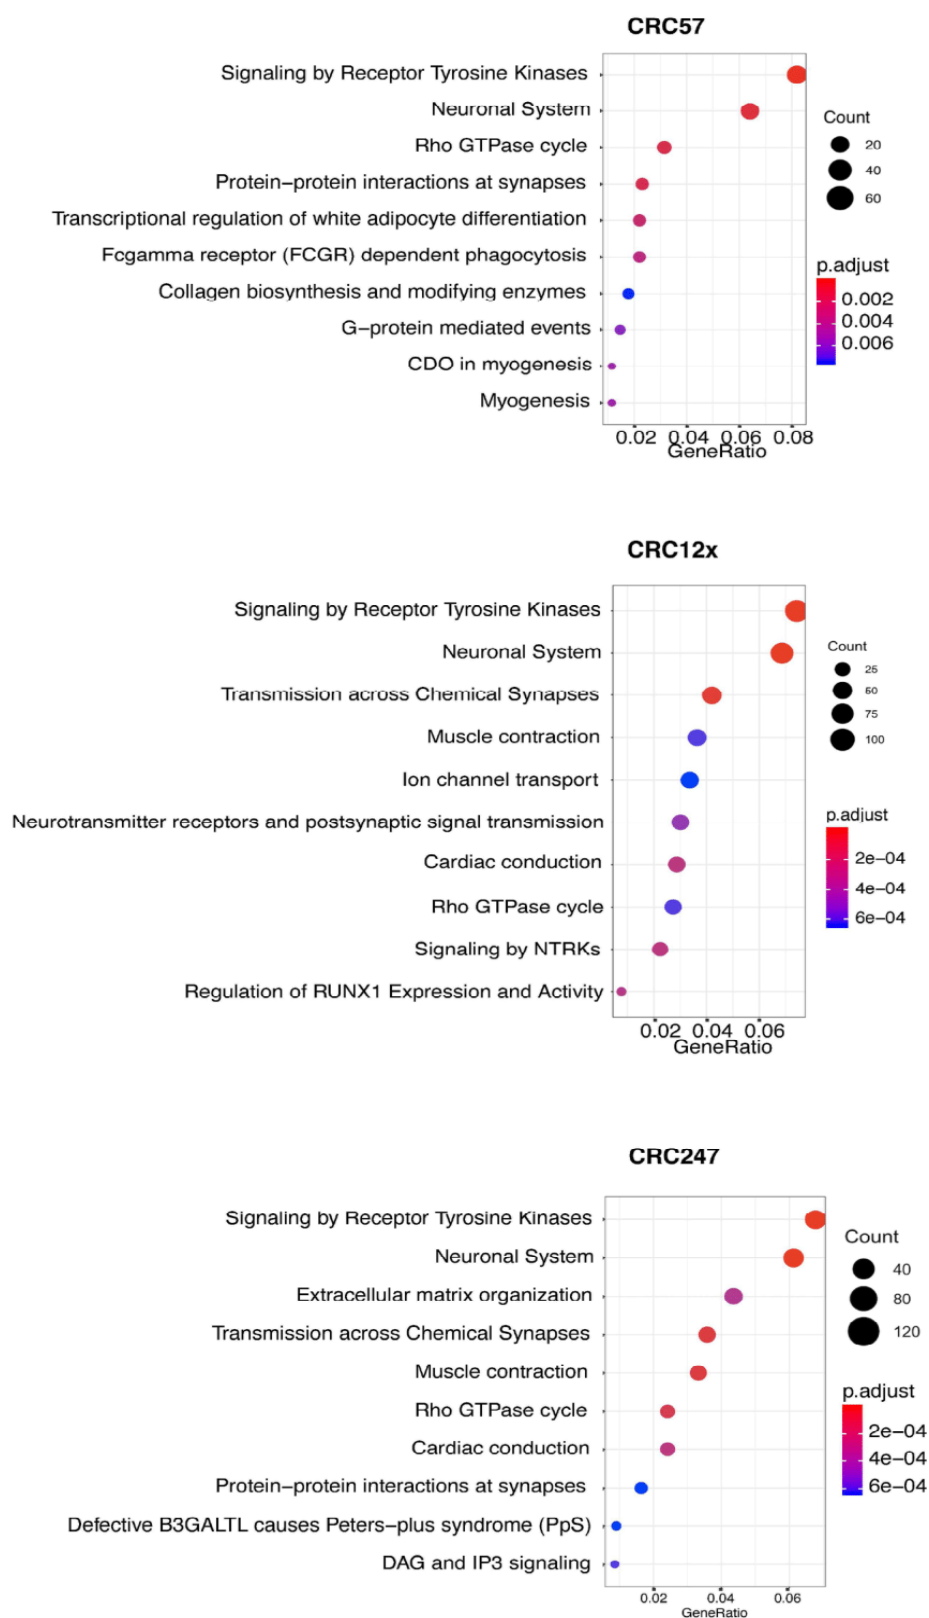 CRC57
Signaling by Receptor Tyrosine Kinases
Neuronal System
Rho GTPase cycle
Protein-protein interactions at synapses
Transcriptional regulation of white adipocyte differentiation
Fcgamma receptor (FCGR) dependent phagocytosis
Collagen biosynthesis and modifying enzymes
G-protein mediated events
CDO in myogenesis
Myogenesis
0.02 0.04 0.06 0.08
GeneRatio
Count
20
40
60
p.adjust
0.002
0.004
0.006
CRC12x
Signaling by Receptor Tyrosine Kinases
Neuronal System
Transmission across Chemical Synapses
Muscle contraction
Ion channel transport
Neurotransmitter receptors and postsynaptic signal transmission
Cardiac conduction
Rho GTPase cycle
Signaling by NTRKs
Regulation of RUNX1 Expression and Activity
0.02 0.04 0.06
GeneRatio
Count
25
60
75
100
p.adjust
2e-04
4e-04
6e-04
CRC247
Signaling by Receptor Tyrosine Kinases
Neuronal System
Extracellular matrix organization
Transmission across Chemical Synapses
Muscle contraction
Rho GTPase cycle
Cardiac conduction
Protein-protein interactions at synapses
Defective B3GALTL causes Peters-plus syndrome (PpS)
DAG and IP3 signaling
0.02 0.04 0.06
GeneRatio
Count
40
80
120
p.adjust
2e-04
4e-04
6e-04